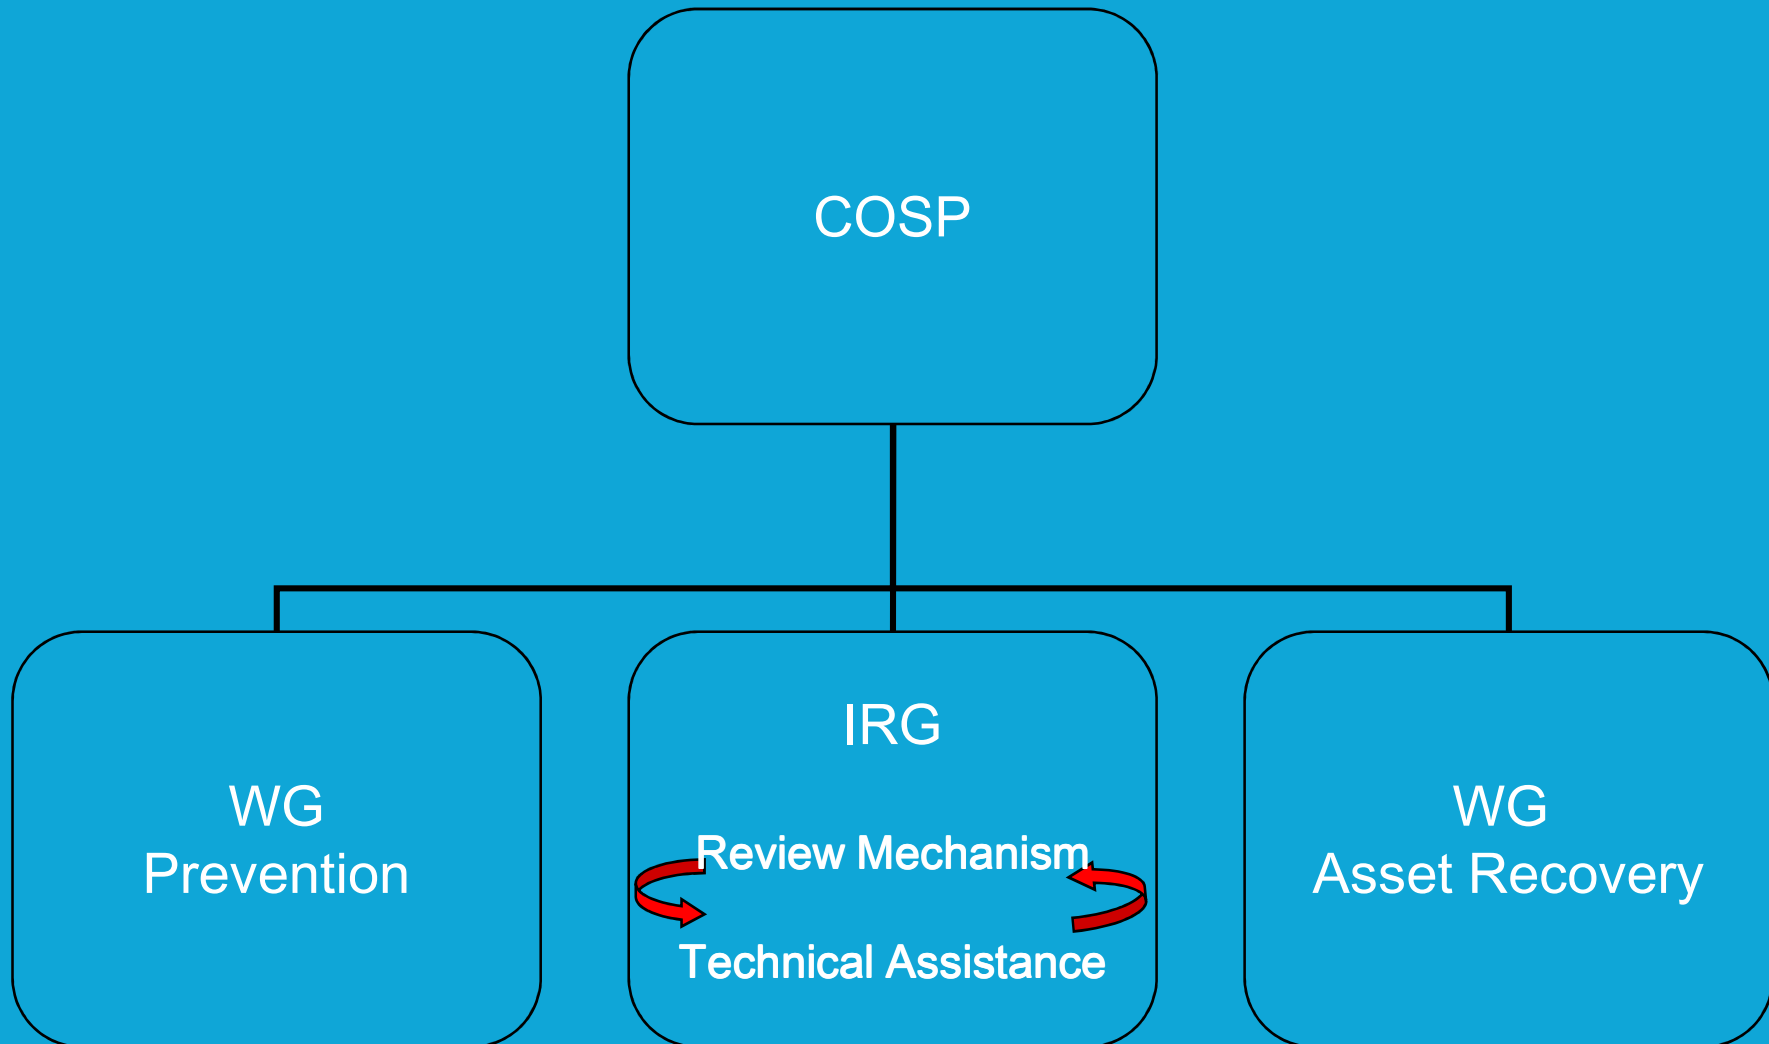 COSP
WG
Prevention
IRG
Review Mechanism
Technical Assistance
WG
Asset Recovery